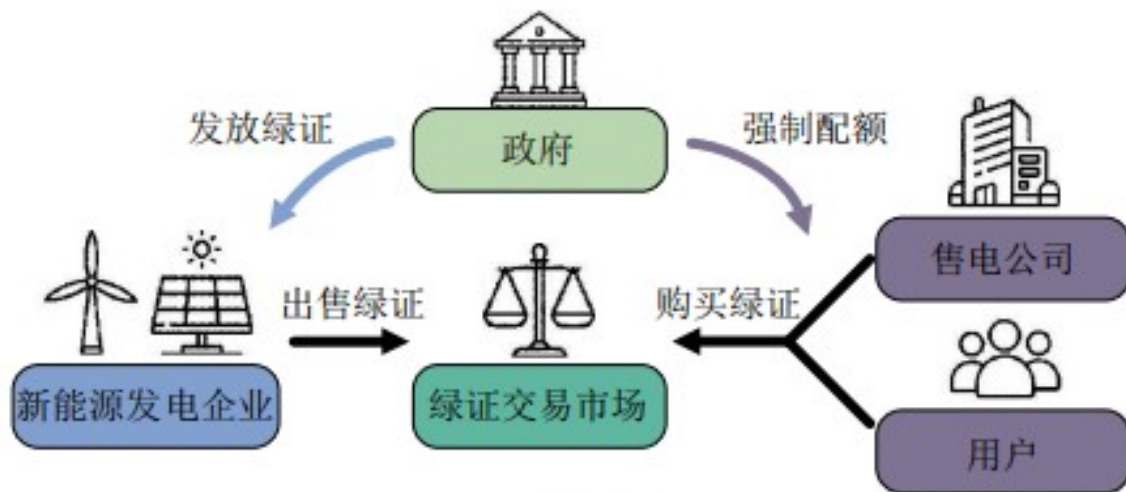 发放绿证
政府
强制配额
售电公司
出售绿证
购买绿证
新能源发电企业
绿证交易市场
用户